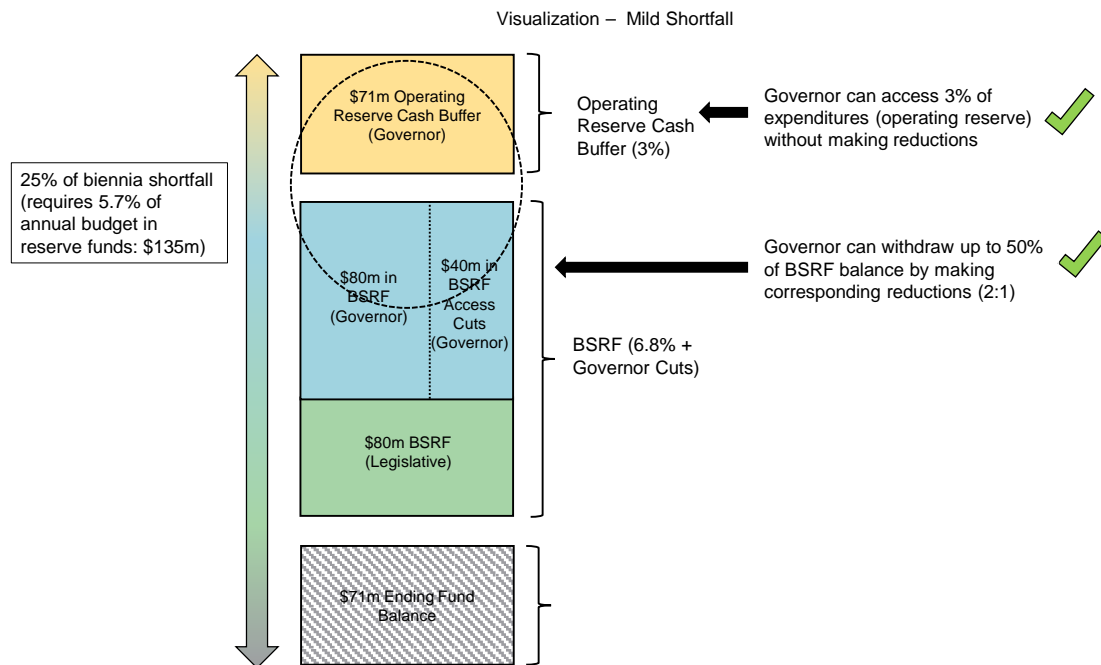 Visualization – Mild Shortfall
$71m Operating
Reserve Cash Buffer
(Governor)
Operating
Reserve Cash
Buffer (3%)
Governor can access 3% of
expenditures (operating reserve)
without making reductions
25% of biennia shortfall
(requires 5.7% of
annual budget in
reserve funds: $135m)
$80m in
BSRF
(Governor)
$40m in
BSRF
Access
Cuts
(Governor)
Governor can withdraw up to 50%
of BSRF balance by making
corresponding reductions (2:1)
BSRF (6.8% +
Governor Cuts)
$80m BSRF
(Legislative)
$71m Ending Fund
Balance